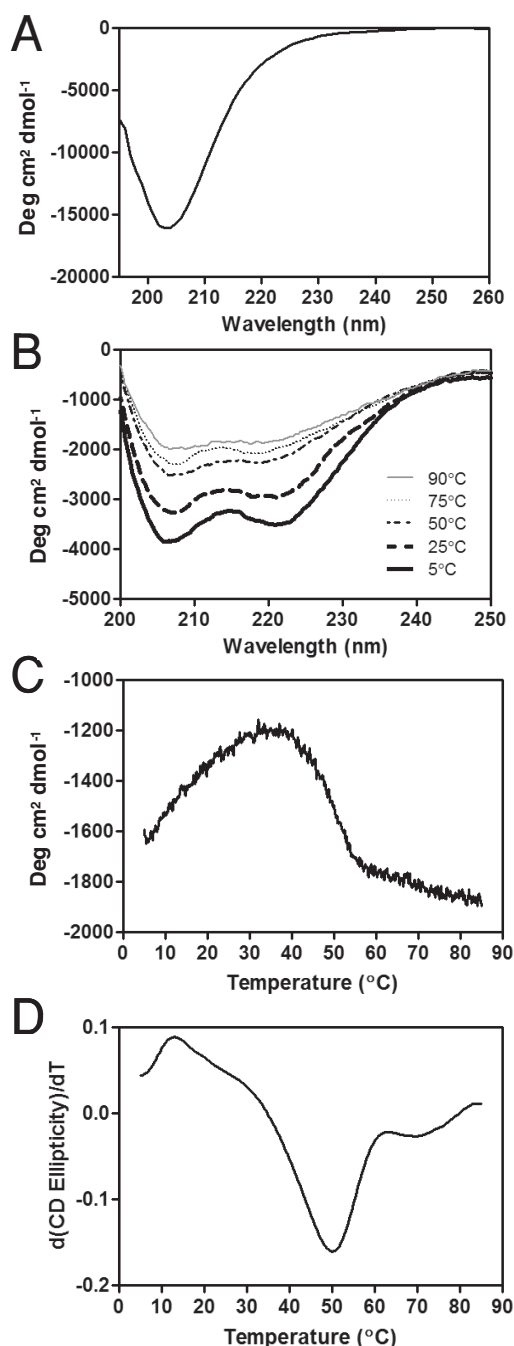 A
0
-5000
-10000
-15000
-20000
Deg cm² dmol⁻¹
200 210 220 230 240 250 260
Wavelength (nm)
B
0
-1000
-2000
-3000
-4000
-5000
Deg cm² dmol⁻¹
90°C
75°C
50°C
25°C
5°C
200 210 220 230 240 250
Wavelength (nm)
C
-1000
-1200
-1400
-1600
-1800
-2000
Deg cm² dmol⁻¹
0 10 20 30 40 50 60 70 80 90
Temperature (°C)
D
0.1
0.0
-0.1
-0.2
d(CD Ellipticity)/dT
0 10 20 30 40 50 60 70 80 90
Temperature (°C)